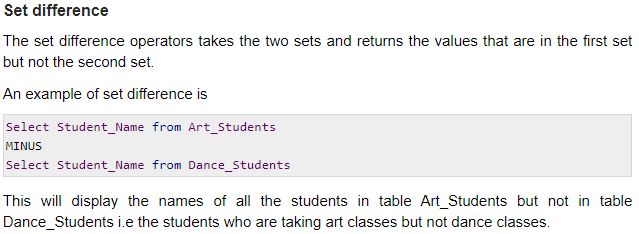 Set difference
The set difference operators takes the two sets and returns the values that are in the first set
but not the second set.
An example of set difference is
Select Student_Name from Art_Students
MINUS
Select Student_Name from Dance_Students
This will display the names of all the students in table Art_Students but not in table
Dance_Students i.e the students who are taking art classes but not dance classes.